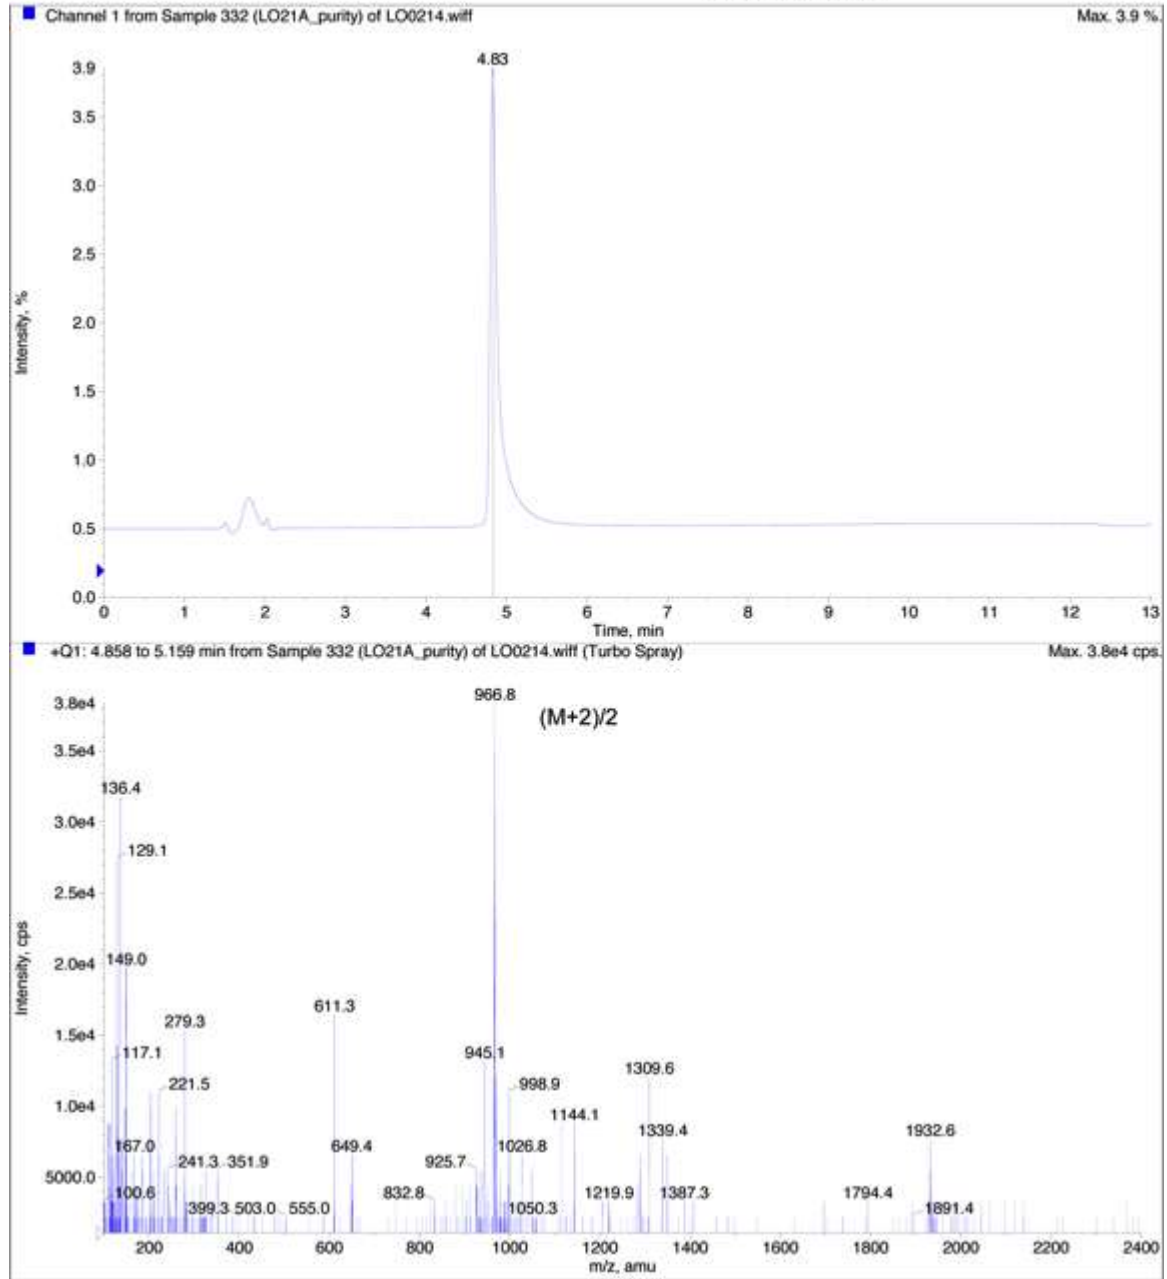 Channel 1 from Sample 332 (LO21A_purity) of LO0214.wiff Max. 3.9 %.
4.83
3.9
3.5
3.0
2.5
2.0
1.5
1.0
0.5
0.0
Intensity, %
0 1 2 3 4 5 6 7 8 9 10 11 12 13
Time, min
+Q1: 4.858 to 5.159 min from Sample 332 (LO21A_purity) of LO0214.wiff (Turbo Spray) Max. 3.8e4 cps.
966.8
3.8e4
(M+2)/2
3.5e4
136.4
3.0e4
129.1
2.5e4
2.0e4
149.0
Intensity, cps
1.5e4
279.3
611.3
117.1
945.1
1309.6
221.5
998.9
1.0e4
1144.1
1339.4
1932.6
167.0
649.4
1026.8
241.3
351.9
925.7
5000.0
100.6
399.3
503.0
555.0
832.8
1050.3
1219.9
1387.3
1794.4
1891.4
200 400 600 800 1000 1200 1400 1600 1800 2000 2200 2400
m/z, amu